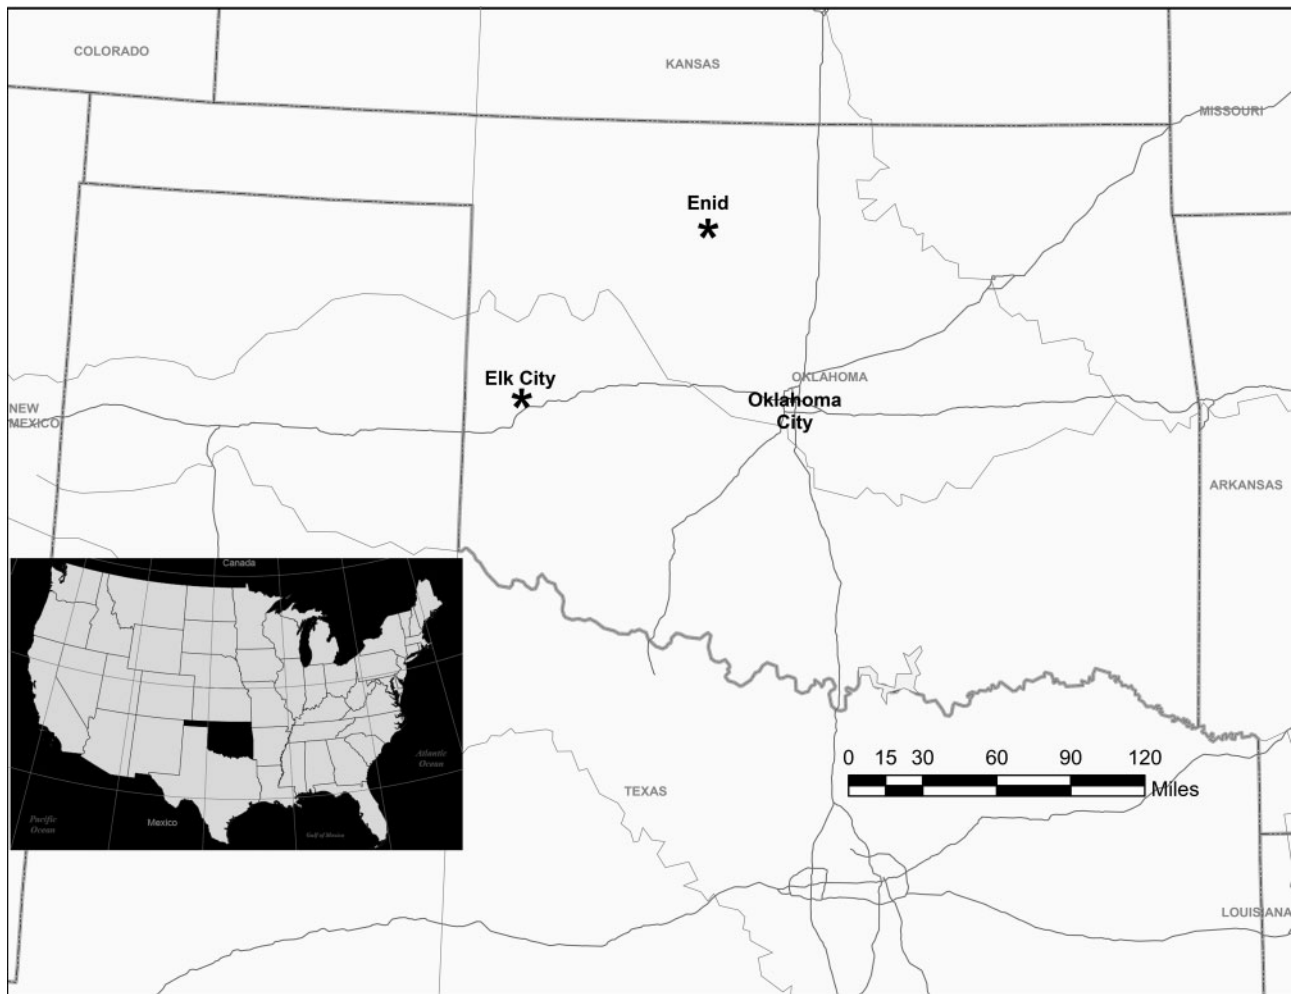 COLORADO
KANSAS
MISSOURI
Enid
*
Elk City
*
OKLAHOMA
Oklahoma
City
NEW
MEXICO
ARKANSAS
Canada
Atlantic
Ocean
Pacific
Ocean
Mexico
Gulf of Mexico
0 15 30 60 90 120
Miles
TEXAS
LOUISIANA